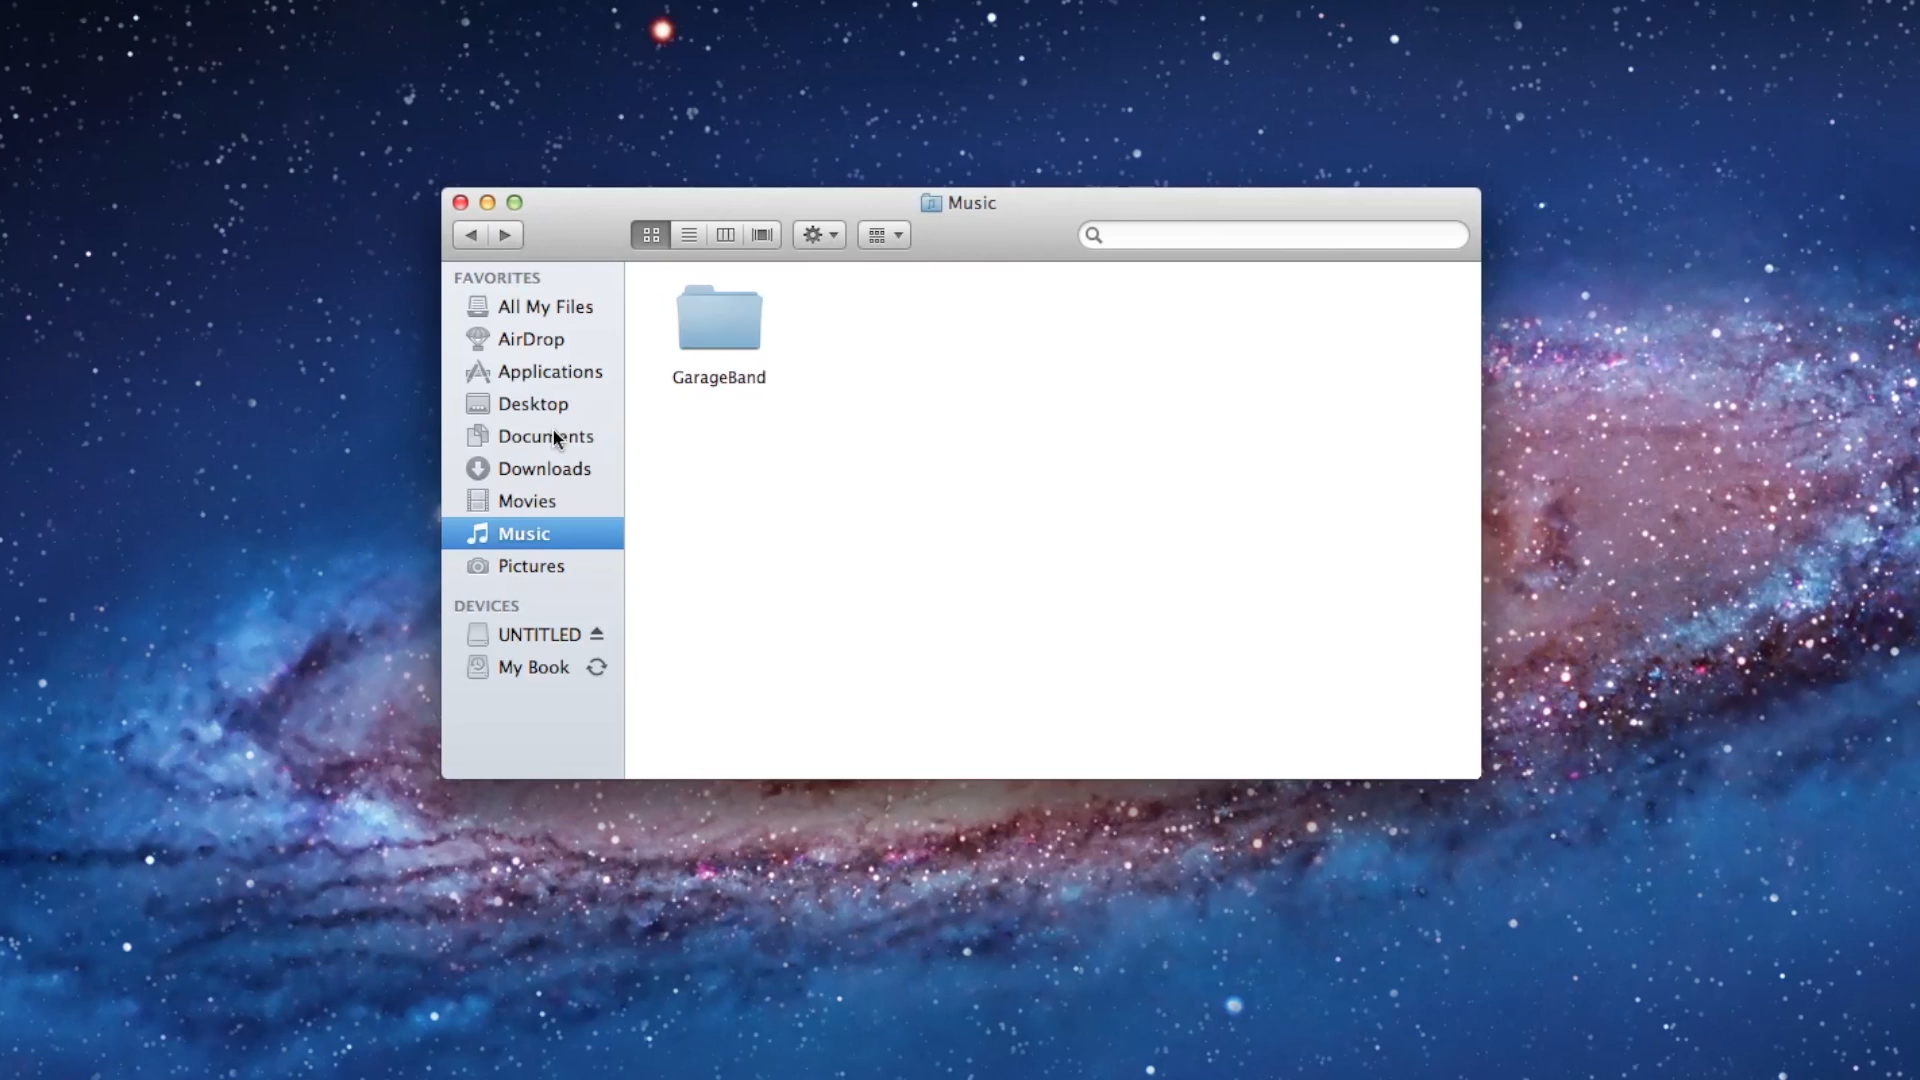 Music
FAVORITES
All My Files
AirDrop
Applications
Desktop
Documents
Downloads
Movies
Music
Pictures
DEVICES
UNTITLED
My Book
GarageBand